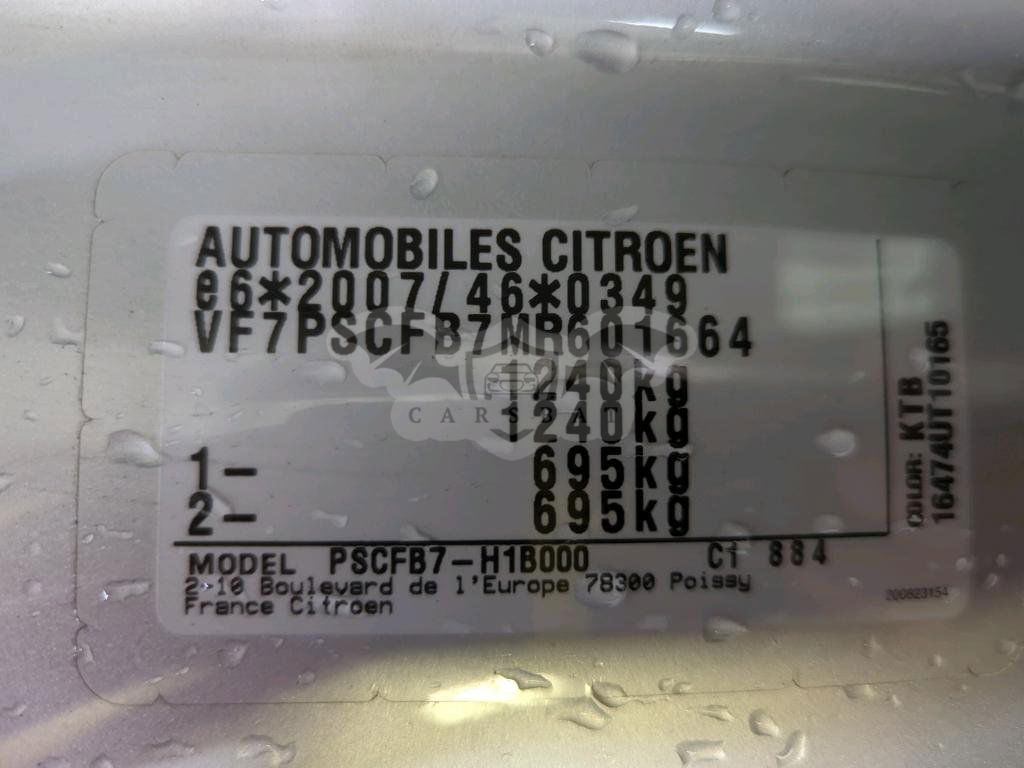 AUTOMOBILES CITROEN
e6*2007/46*0349
VF7PSCFB7MR601664
1240kg
1240kg
1- 695kg
2- 695kg
MODEL PSCFB7-H1B000 C1 884
2-10 Boulevard de l'Europe 78300 Poissy
France Citroen
200823154
COLOR: KTB
16474UT10165